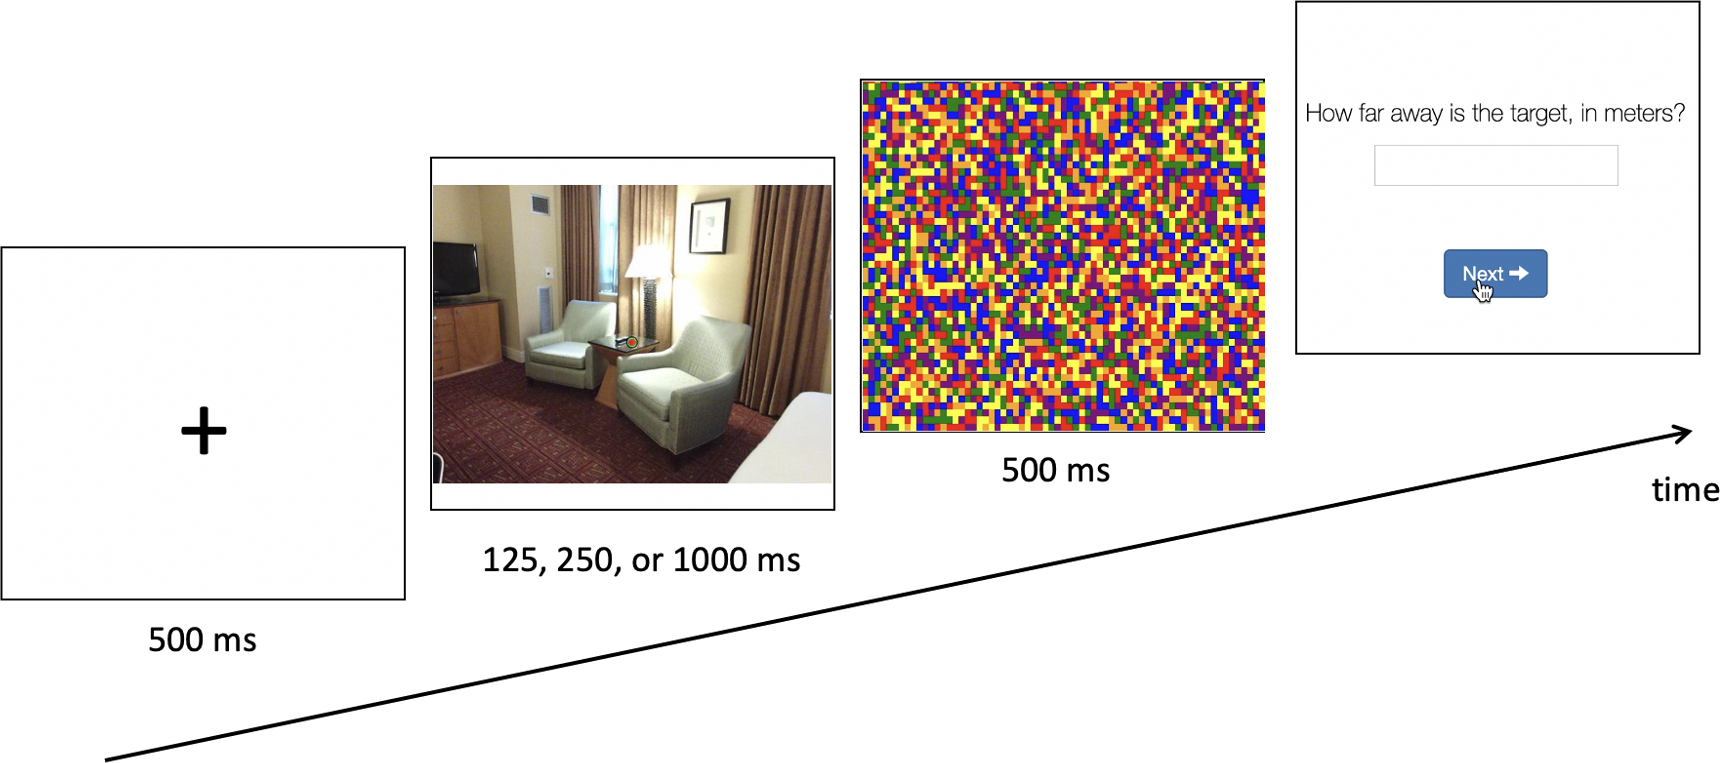 500 ms
125, 250, or 1000 ms
500 ms
How far away is the target, in meters?
Next
time